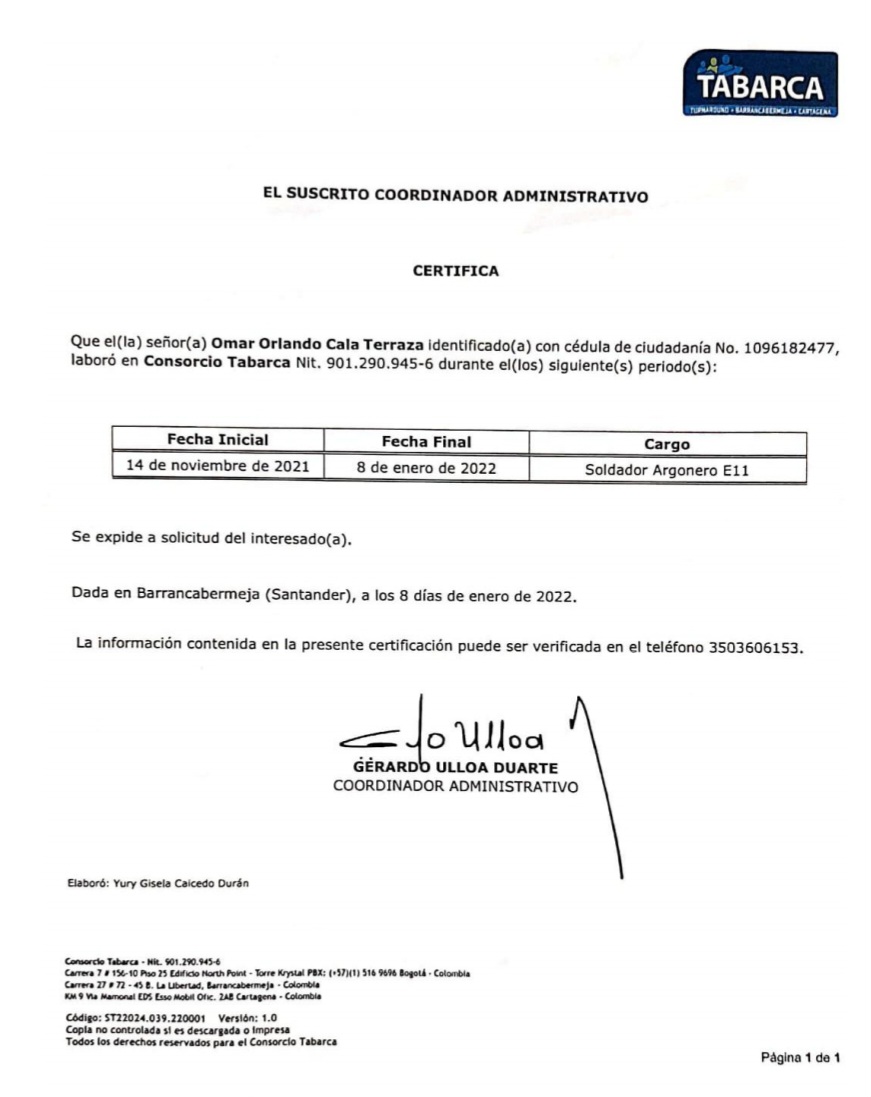 TABARCA
TURNAROUND • BARRANCABERMEJA • CARTAGENA
EL SUSCRITO COORDINADOR ADMINISTRATIVO
CERTIFICA
Que el(la) señor(a) Omar Orlando Cala Terraza identificado(a) con cédula de ciudadanía No. 1096182477,
laboró en Consorcio Tabarca Nit. 901.290.945-6 durante el(los) siguiente(s) periodo(s):
Fecha Inicial Fecha Final Cargo
14 de noviembre de 2021 8 de enero de 2022 Soldador Argonero E11
Se expide a solicitud del interesado(a).
Dada en Barrancabermeja (Santander), a los 8 días de enero de 2022.
La información contenida en la presente certificación puede ser verificada en el teléfono 3503606153.
Ulloa
GERARDO ULLOA DUARTE
COORDINADOR ADMINISTRATIVO
Elaboró: Yury Gisela Caicedo Durán
Consorcio Tabarca - Nit. 901.290.945-6
Carrera 7 # 156-10 Piso 25 Edificio North Point - Torre Krystal PBX: (+57)(1) 516 9696 Bogotá - Colombia
Carrera 27 # 72 - 45 B. La Libertad, Barrancabermeja - Colombia
KM 9 Vía Mamonal EDS Esso Mobil Ofic. 2AB Cartagena - Colombia
Código: ST22024.039.220001 Versión: 1.0
Copia no controlada si es descargada o impresa
Todos los derechos reservados para el Consorcio Tabarca
Página 1 de 1